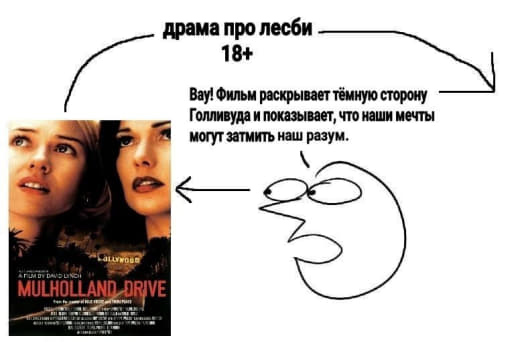 драма про лесби
18+
Вау! Фильм раскрывает тёмную сторону
Голливуда и показывает, что наши мечты
могут затмить наш разум.
A FILM BY DAVID LYNCH
MULHOLLAND DRIVE